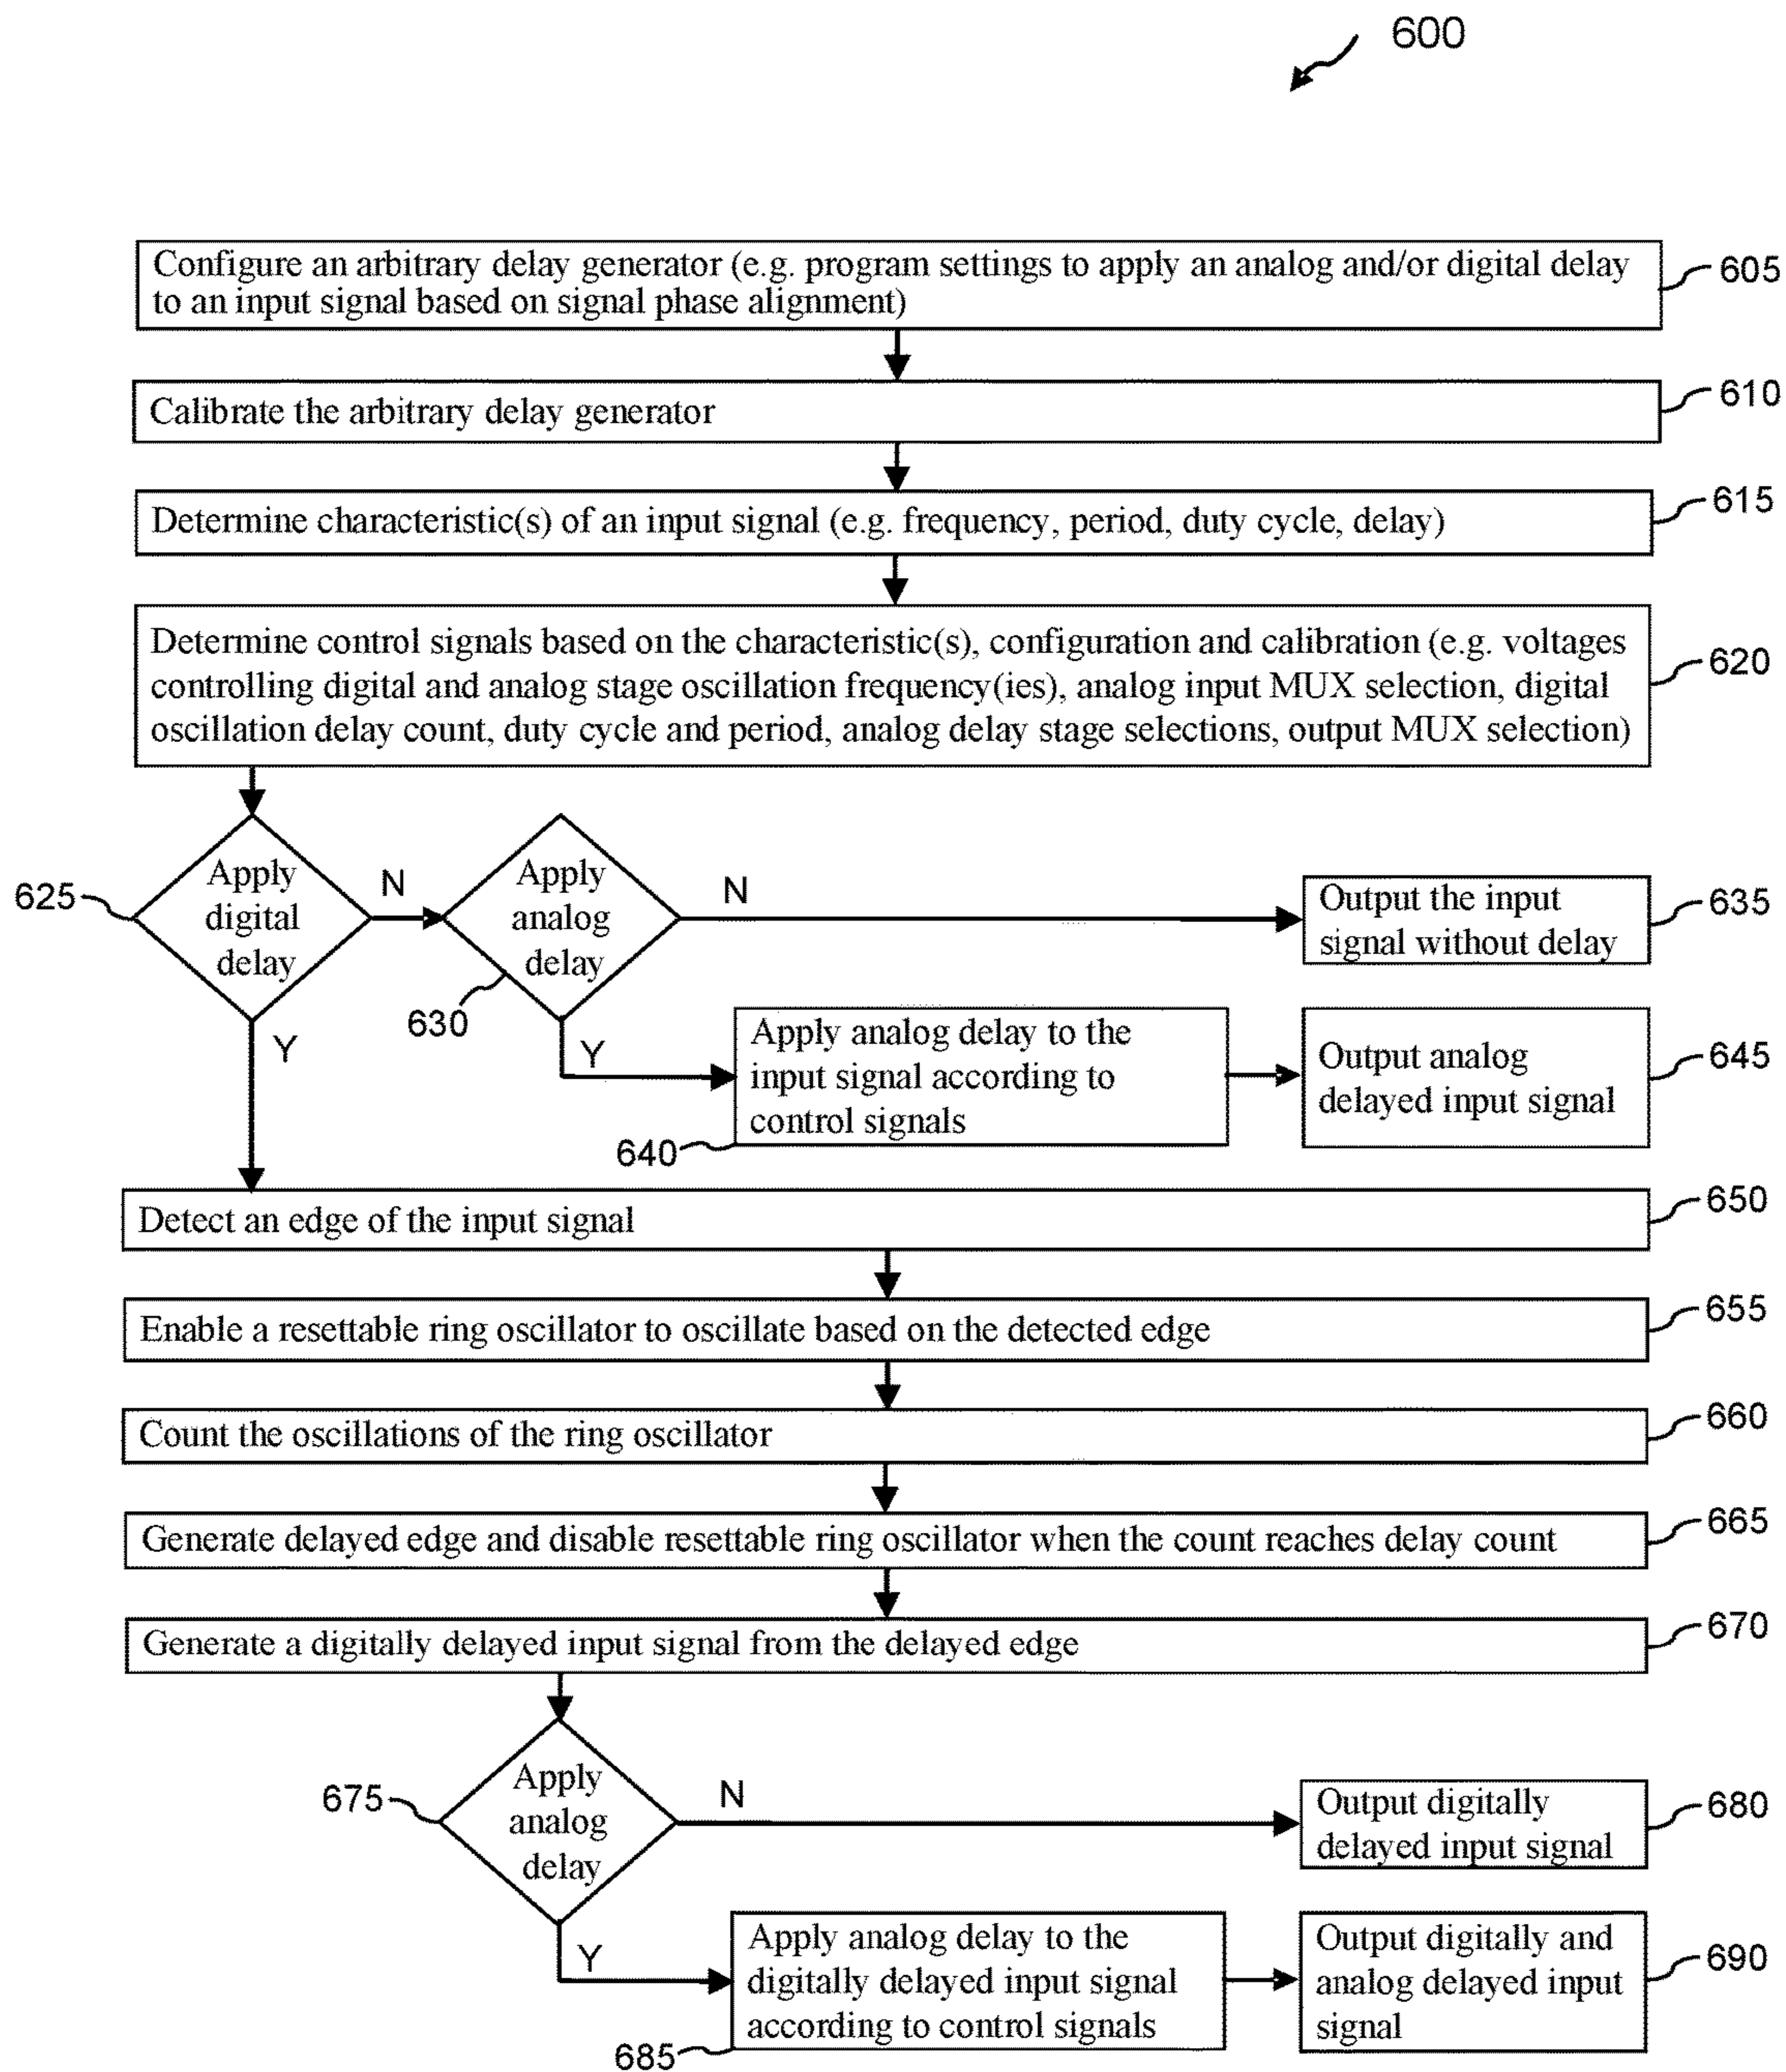 600
Configure an arbitrary delay generator (e.g. program settings to apply an analog and/or digital delay
to an input signal based on signal phase alignment)
605
Calibrate the arbitrary delay generator
610
Determine characteristic(s) of an input signal (e.g. frequency, period, duty cycle, delay)
615
Determine control signals based on the characteristic(s), configuration and calibration (e.g. voltages
controlling digital and analog stage oscillation frequency(ies), analog input MUX selection, digital
oscillation delay count, duty cycle and period, analog delay stage selections, output MUX selection)
620
625
Apply
digital
delay
N
Y
Apply
analog
delay
630
N
Output the input
signal without delay
635
Y
Apply analog delay to the
input signal according to
control signals
640
Output analog
delayed input signal
645
Detect an edge of the input signal
650
Enable a resettable ring oscillator to oscillate based on the detected edge
655
Count the oscillations of the ring oscillator
660
Generate delayed edge and disable resettable ring oscillator when the count reaches delay count
665
Generate a digitally delayed input signal from the delayed edge
670
675
Apply
analog
delay
N
Output digitally
delayed input signal
680
Y
Apply analog delay to the
digitally delayed input signal
according to control signals
685
Output digitally and
analog delayed input
signal
690